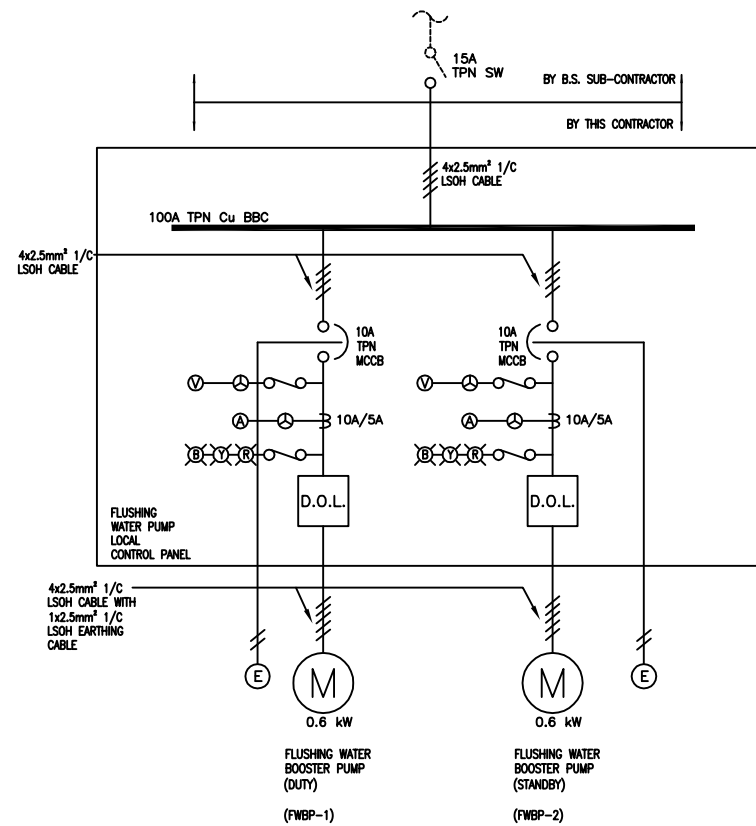 15A
TPN SW
BY B.S. SUB-CONTRACTOR
BY THIS CONTRACTOR
4x2.5mm² 1/C
LSOH CABLE
100A TPN Cu BBC
4x2.5mm² 1/C
LSOH CABLE
10A
TPN
MCCB
10A
TPN
MCCB
V
V
A
10A/5A
A
10A/5A
B Y R
B Y R
D.O.L.
D.O.L.
FLUSHING
WATER PUMP
LOCAL
CONTROL PANEL
4x2.5mm² 1/C
LSOH CABLE WITH
1x2.5mm² 1/C
LSOH EARTHING
CABLE
E
M
M
E
0.6 kW
0.6 kW
FLUSHING WATER
BOOSTER PUMP
(DUTY)
(FWBP-1)
FLUSHING WATER
BOOSTER PUMP
(STANDBY)
(FWBP-2)